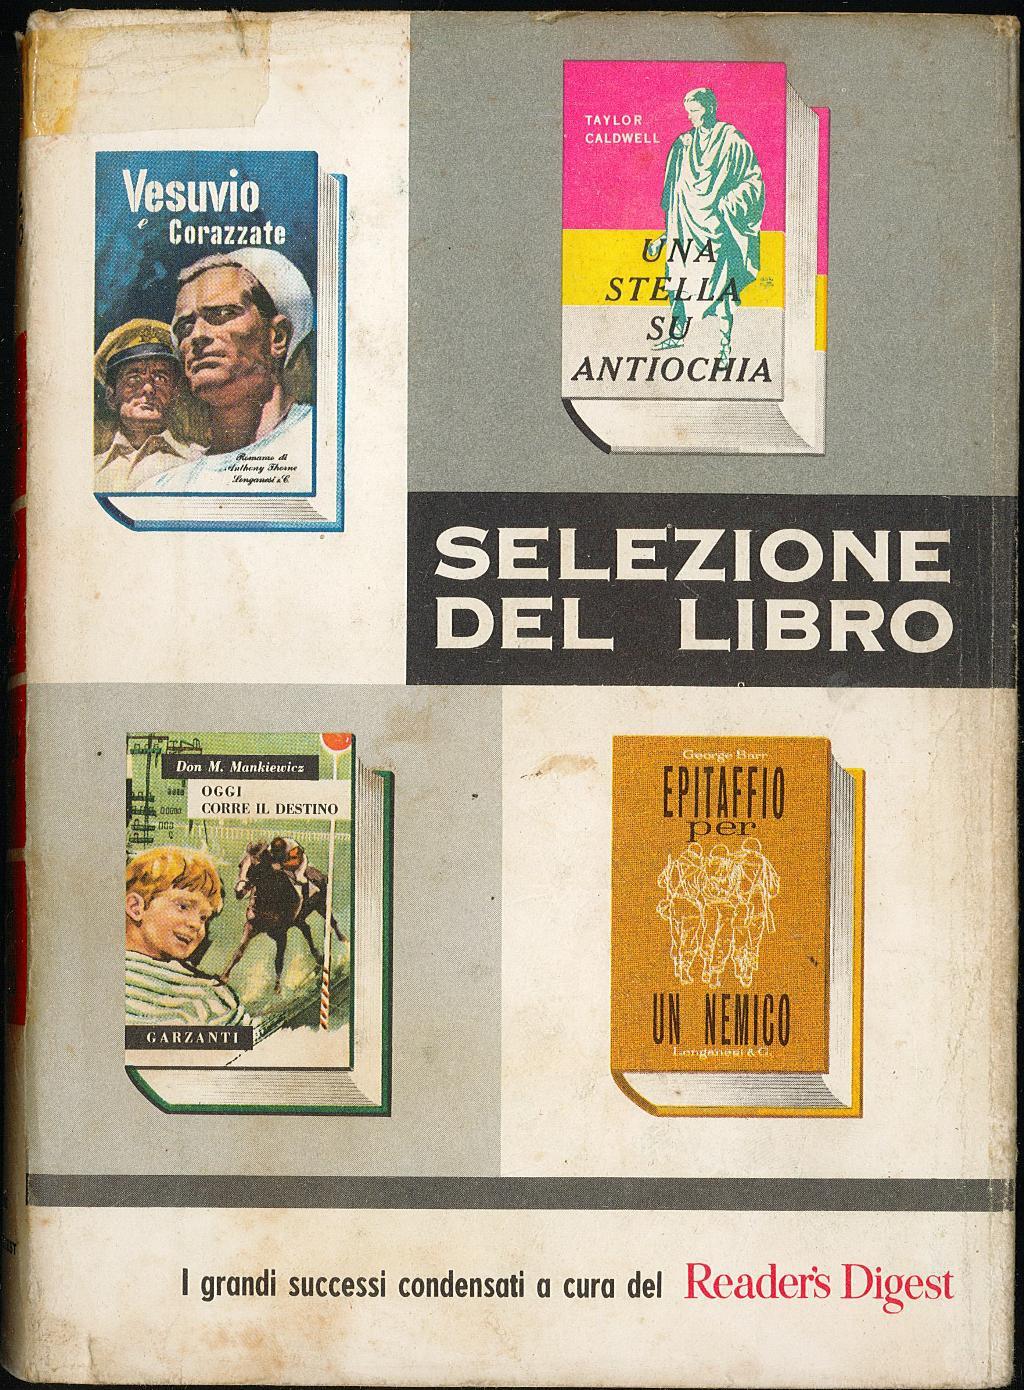 Vesuvio
e
Corazzate
Romanzo di
Anthony Thorne
Longanesi & C.
TAYLOR
CALDWELL
UNA
STELLA
SU
ANTIOCHIA
SELEZIONE
DEL LIBRO
Don M. Mankiewicz
OGGI
CORRE IL DESTINO
GARZANTI
George Barr
EPITAFFIO
per
UN NEMICO
Longanesi & C.
I grandi successi condensati a cura del Reader's Digest